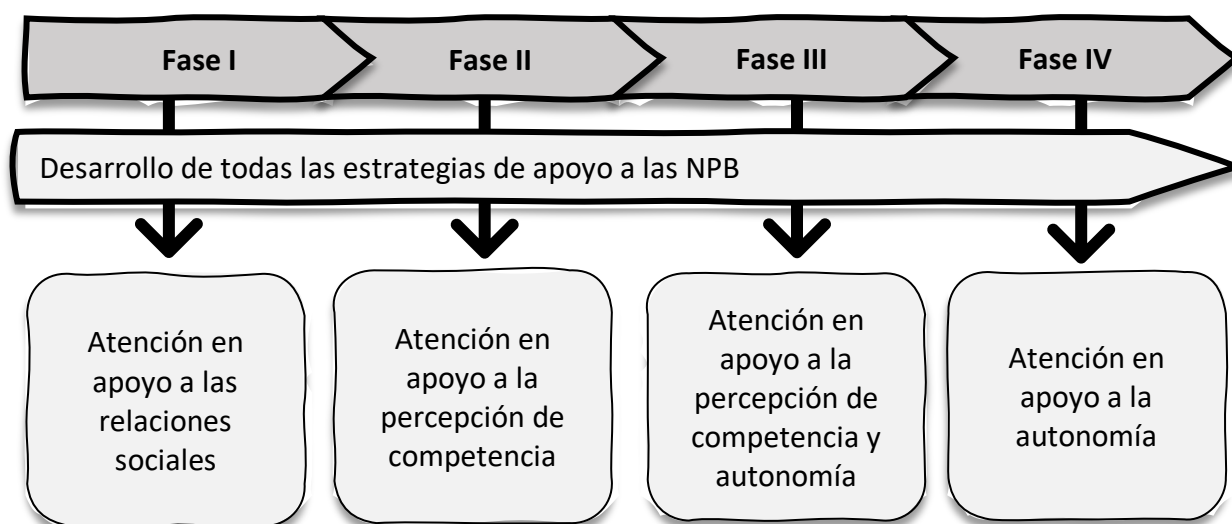 Fase I
Fase II
Fase III
Fase IV
Desarrollo de todas las estrategias de apoyo a las NPB
Atención en
apoyo a las
relaciones
sociales
Atención en
apoyo a la
percepción de
competencia
Atención en
apoyo a la
percepción de
competencia y
autonomía
Atención en
apoyo a la
autonomía